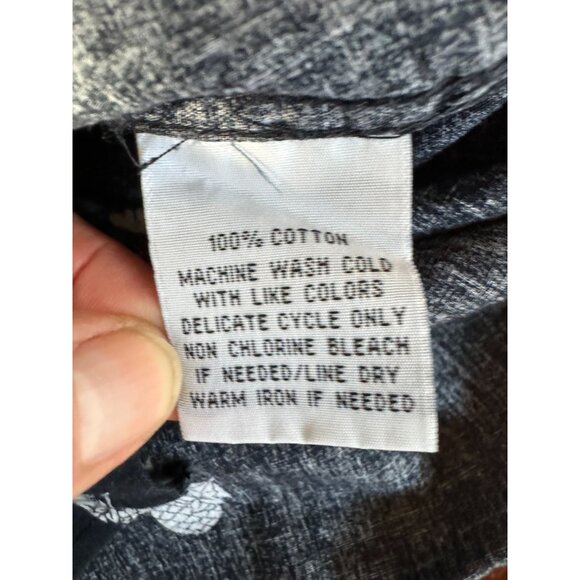 100% COTTON
MACHINE WASH COLD
WITH LIKE COLORS
DELICATE CYCLE ONLY
NON CHLORINE BLEACH
IF NEEDED/LINE DRY
WARM IRON IF NEEDED